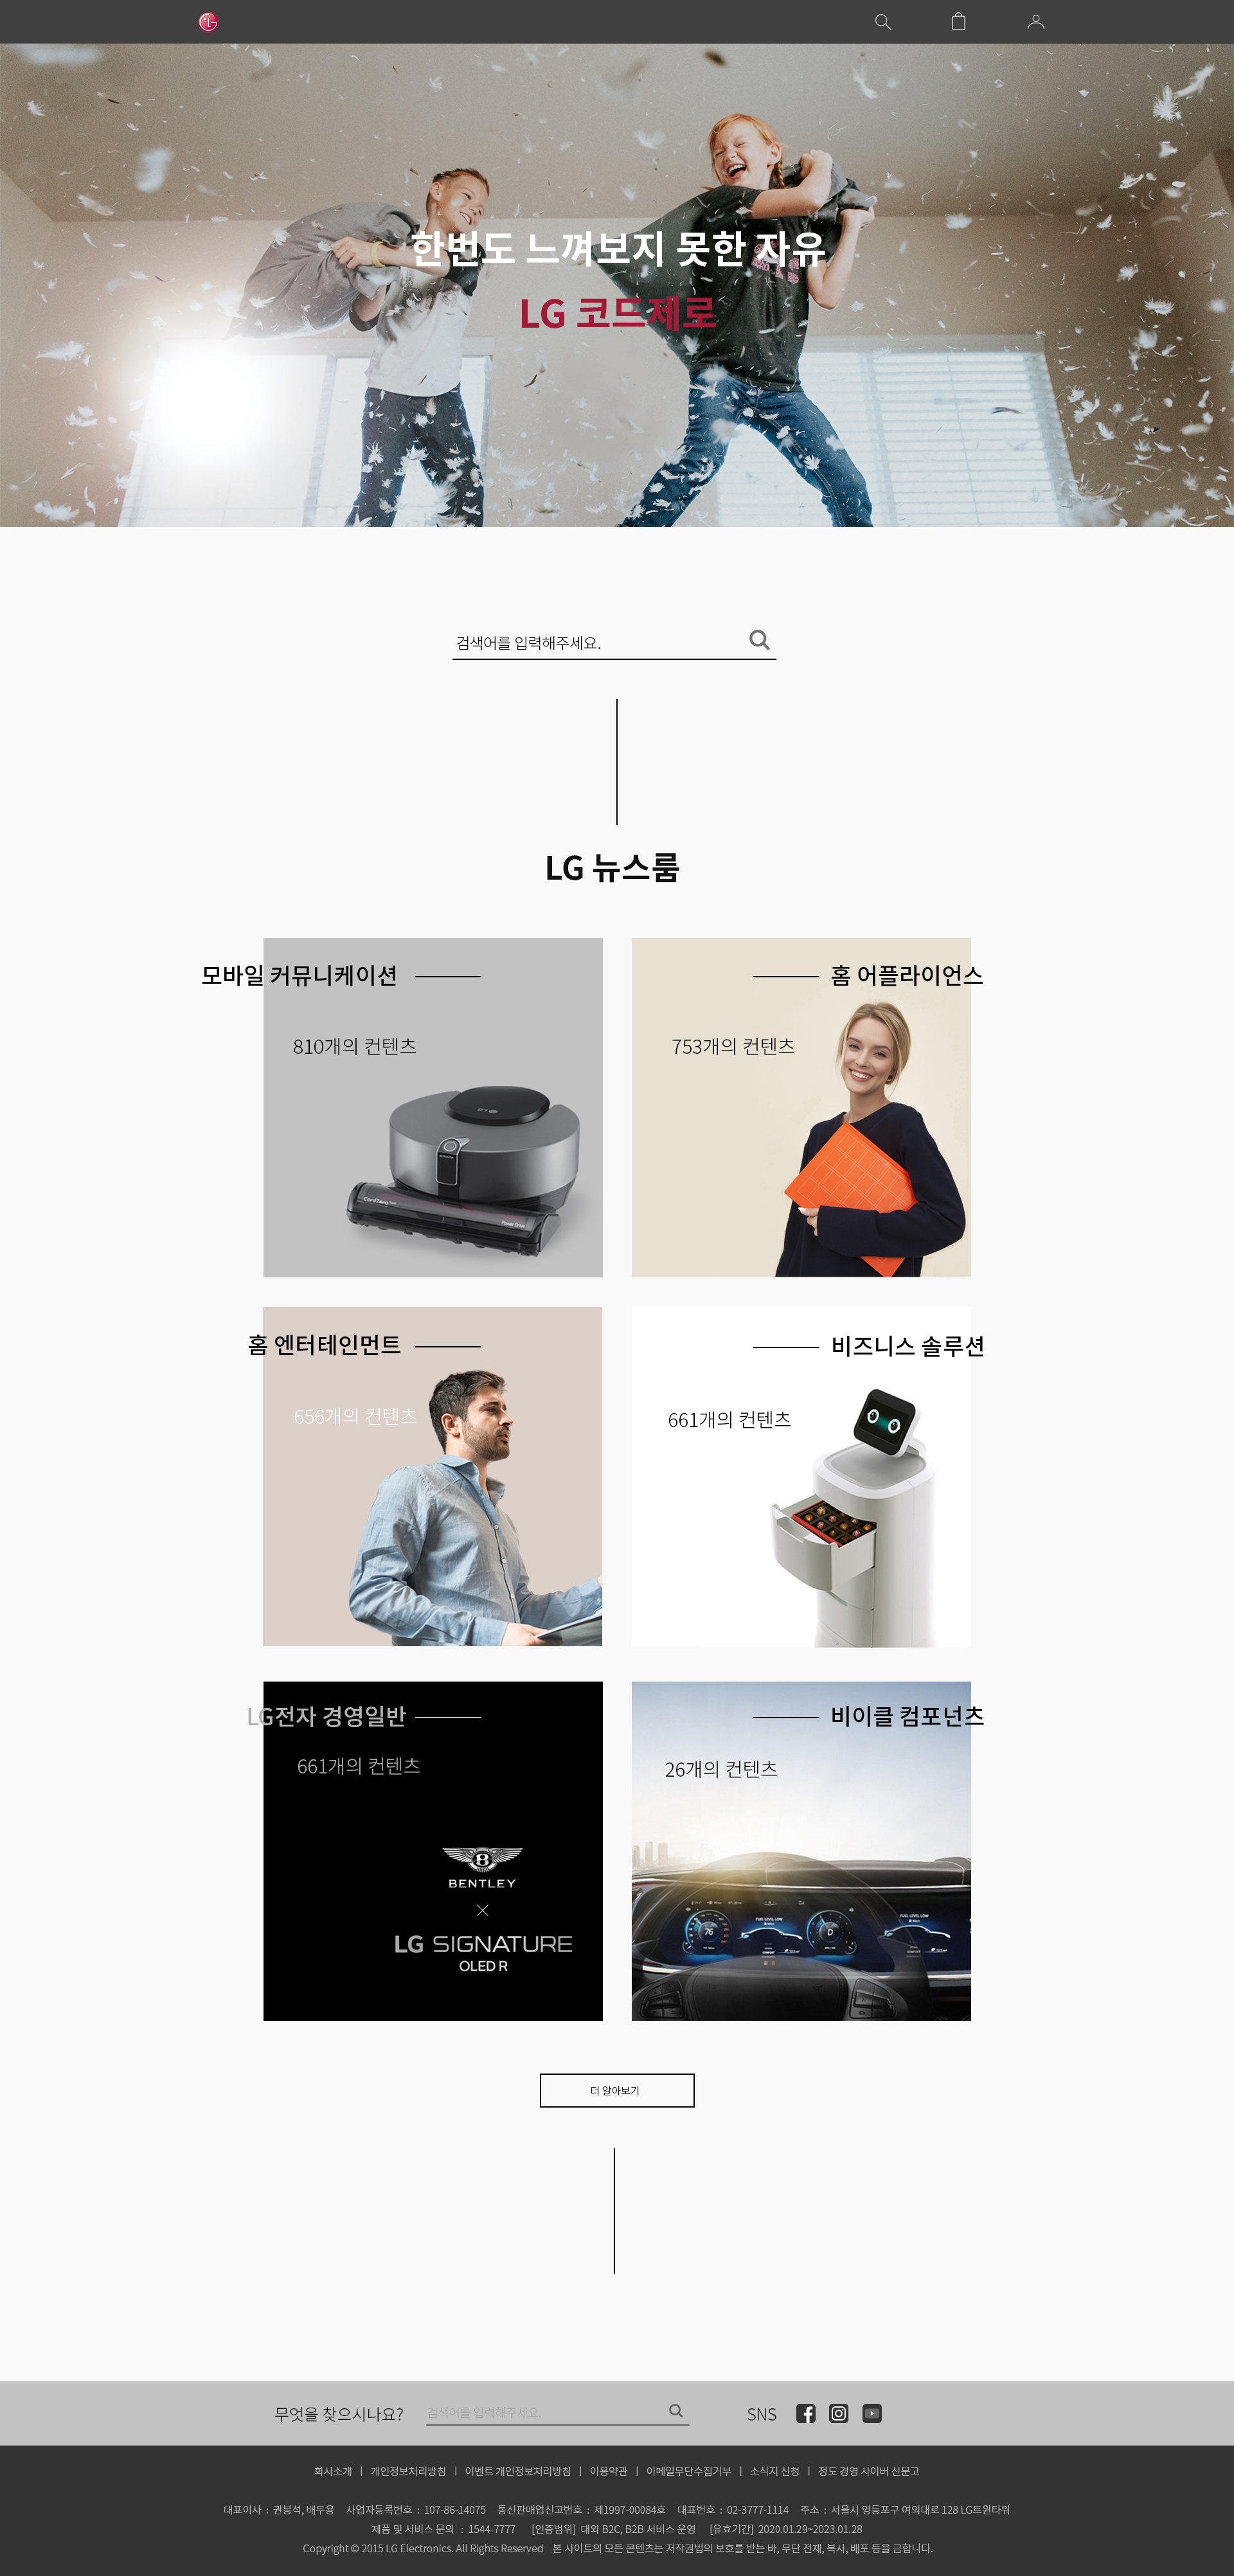 한번도 느껴보지 못한 자유
LG 코드제로
검색어를 입력해주세요.
LG 뉴스룸
모바일 커뮤니케이션
810개의 컨텐츠
LG
CordZero
Power Drive
홈 어플라이언스
753개의 컨텐츠
홈 엔터테인먼트
656개의 컨텐츠
비즈니스 솔루션
661개의 컨텐츠
LG전자 경영일반
661개의 컨텐츠
B
BENTLEY
LG SIGNATURE
OLED R
비이클 컴포넌츠
26개의 컨텐츠
76
FUEL LEVEL LOW
D
FUEL LEVEL LOW
더 알아보기
무엇을 찾으시나요? 검색어를 입력해주세요. SNS
회사소개 | 개인정보처리방침 | 이벤트 개인정보처리방침 | 이용약관 | 이메일무단수집거부 | 소식지 신청 | 정도 경영 사이버 신문고
대표이사 : 권봉석, 배두용 사업자등록번호 : 107-86-14075 통신판매업신고번호 : 제1997-00084호 대표번호 : 02-3777-1114 주소 : 서울시 영등포구 여의대로 128 LG트윈타워
제품 및 서비스 문의 : 1544-7777 [인증범위] 대외 B2C, B2B 서비스 운영 [유효기간] 2020.01.29~2023.01.28
Copyright © 2015 LG Electronics. All Rights Reserved 본 사이트의 모든 콘텐츠는 저작권법의 보호를 받는 바, 무단 전재, 복사, 배포 등을 금합니다.